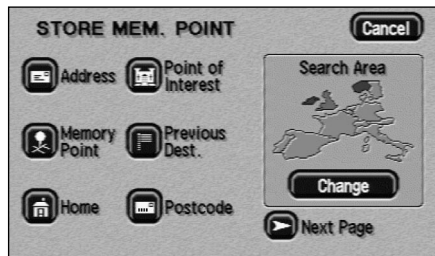 STORE MEM. POINT
Cancel
Address
Point of
Interest
Search Area
Memory
Point
Previous
Dest.
Change
Home
Postcode
Next Page